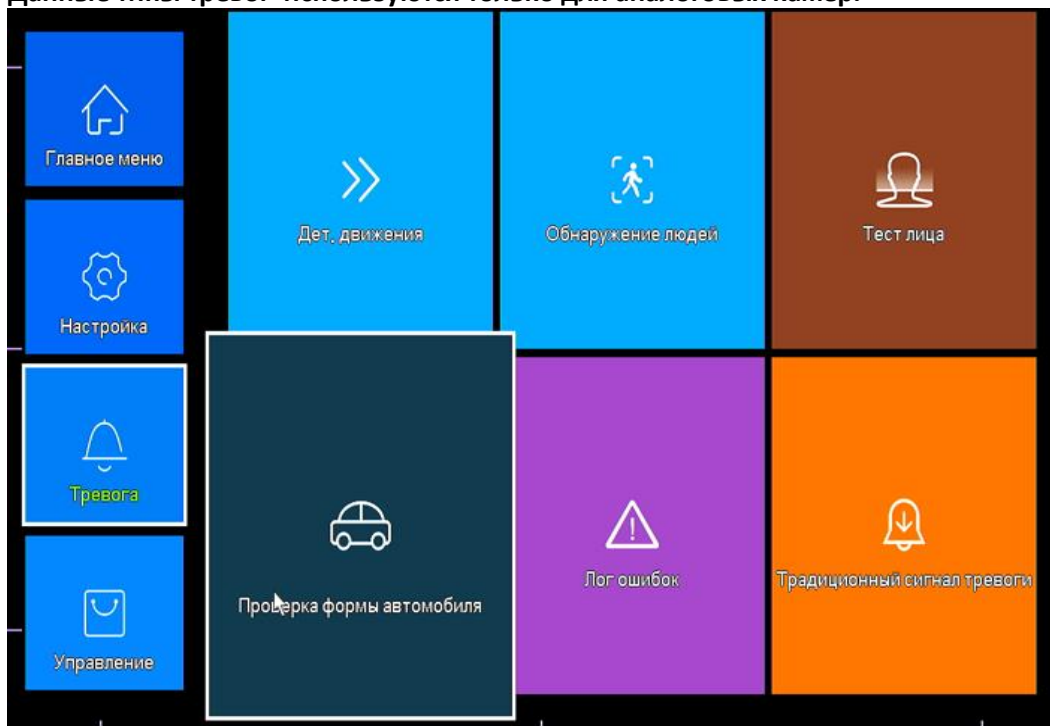 Данные типы тревог используются только для аналоговых камер.
Главное меню
Дет. движения
Обнаружение людей
Тест лица
Настройка
Тревога
Проверка формы автомобиля
Лог ошибок
Традиционный сигнал тревоги
Управление